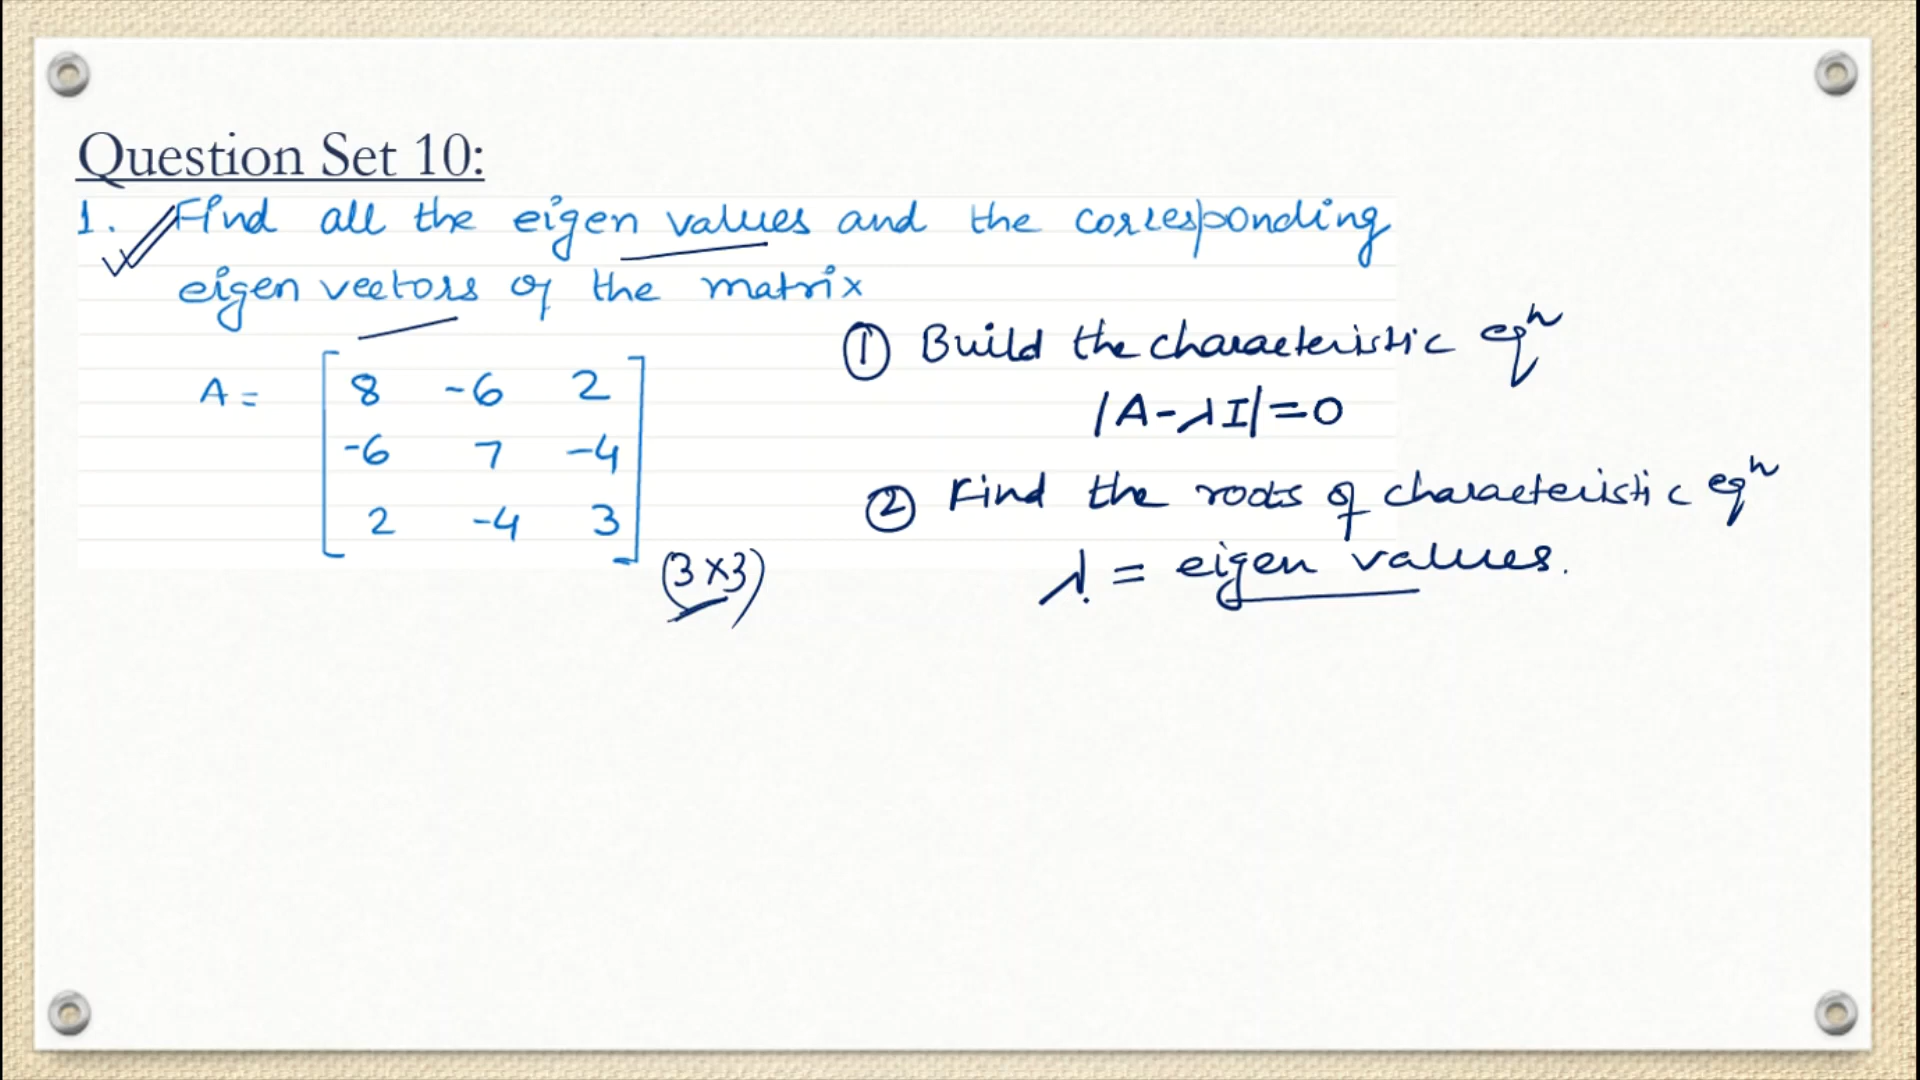 Question Set 10:
1. Find all the eigen values and the corresponding
eigen vectors of the matrix
A = [ 8 -6 2
-6 7 -4
2 -4 3 ]
(3×3)
① Build the characteristic eqⁿ
|A-λI|=0
② Find the roots of characteristic eqⁿ
λ = eigen values.